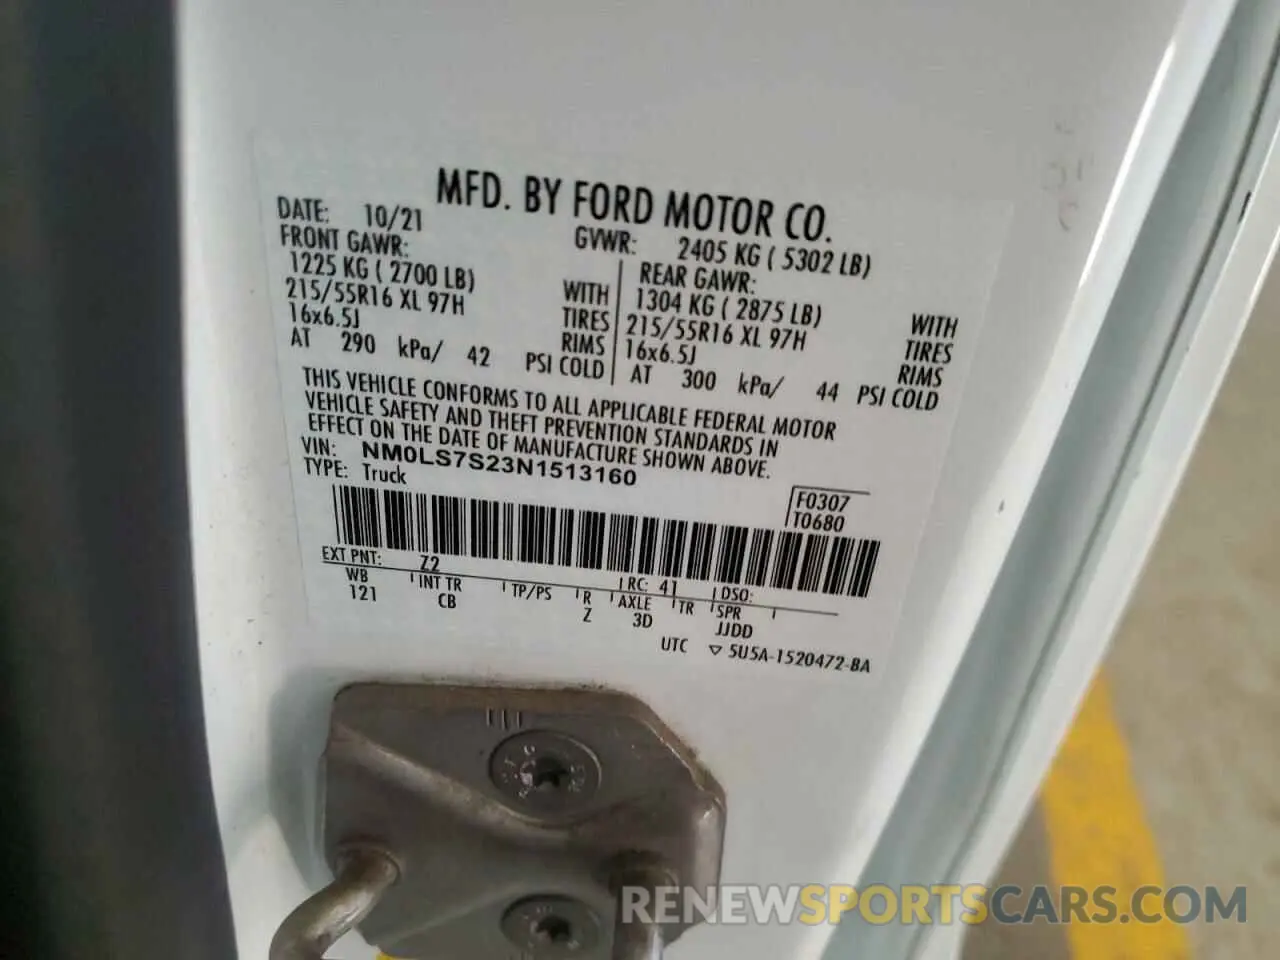 MFD. BY FORD MOTOR CO.
DATE: 10/21 GVWR: 2405 KG ( 5302 LB)
FRONT GAWR: REAR GAWR:
1225 KG ( 2700 LB) WITH 1304 KG ( 2875 LB) WITH
215/55R16 XL 97H TIRES 215/55R16 XL 97H TIRES
16x6.5J RIMS 16x6.5J RIMS
AT 290 kPa/ 42 PSI COLD AT 300 kPa/ 44 PSI COLD
THIS VEHICLE CONFORMS TO ALL APPLICABLE FEDERAL MOTOR
VEHICLE SAFETY AND THEFT PREVENTION STANDARDS IN
EFFECT ON THE DATE OF MANUFACTURE SHOWN ABOVE.
VIN: NM0LS7S23N1513160
TYPE: Truck
F0307
T0680
EXT PNT: Z2 RC: 41 DSO:
WB INT TR TP/PS R AXLE TR SPR
121 CB Z 3D JJDD
UTC ▽ 5U5A-1520472-BA
RENEWSPORTSCARS.COM